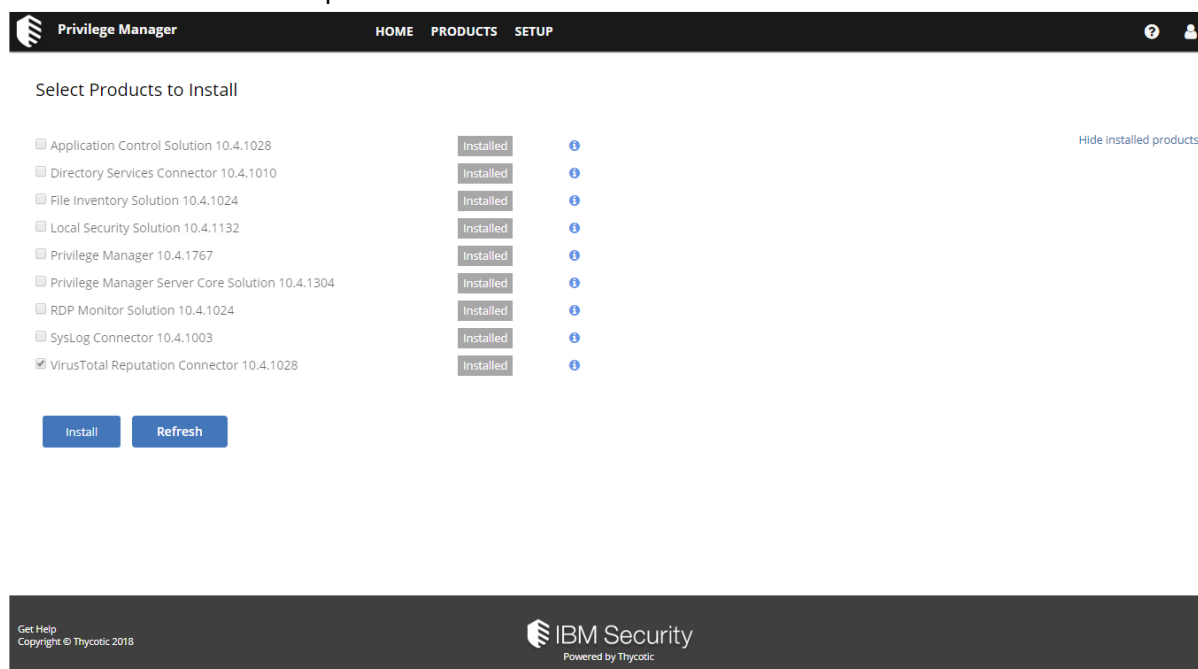 Privilege Manager HOME PRODUCTS SETUP
Select Products to Install
Hide installed products
Application Control Solution 10.4.1028 Installed
Directory Services Connector 10.4.1010 Installed
File Inventory Solution 10.4.1024 Installed
Local Security Solution 10.4.1132 Installed
Privilege Manager 10.4.1767 Installed
Privilege Manager Server Core Solution 10.4.1304 Installed
RDP Monitor Solution 10.4.1024 Installed
SysLog Connector 10.4.1003 Installed
VirusTotal Reputation Connector 10.4.1028 Installed
Install Refresh
Get Help
Copyright © Thycotic 2018
IBM Security
Powered by Thycotic